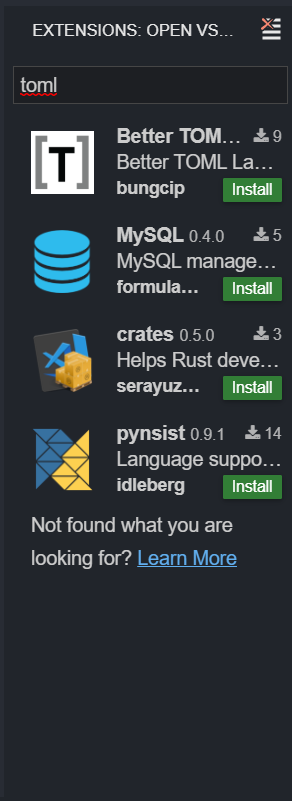 EXTENSIONS: OPEN VS...
toml
[T]
Better TOM... 9
Better TOML La...
bungcip Install
MySQL 0.4.0 5
MySQL manage...
formula... Install
crates 0.5.0 3
Helps Rust deve...
serayuz... Install
pynsist 0.9.1 14
Language suppo...
idleberg Install
Not found what you are
looking for? Learn More